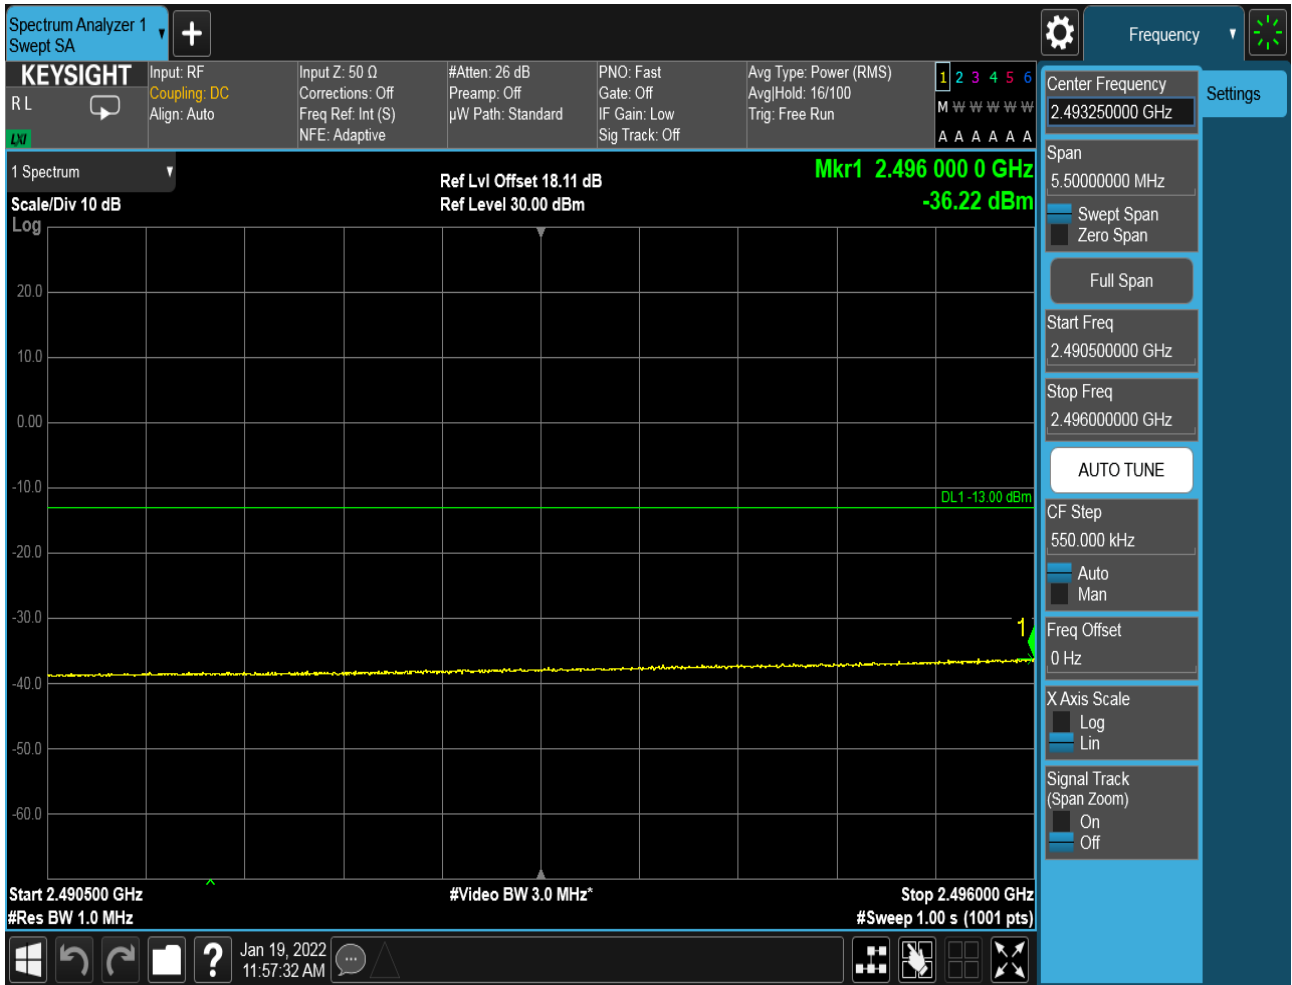 Spectrum Analyzer 1
Swept SA
Frequency
KEYSIGHT
R L
LXI
Input: RF
Coupling: DC
Align: Auto
Input Z: 50 Ω
Corrections: Off
Freq Ref: Int (S)
NFE: Adaptive
#Atten: 26 dB
Preamp: Off
µW Path: Standard
PNO: Fast
Gate: Off
IF Gain: Low
Sig Track: Off
Avg Type: Power (RMS)
Avg|Hold: 16/100
Trig: Free Run
1 2 3 4 5 6
M W W W W W
A A A A A A
1 Spectrum
Scale/Div 10 dB
Log
Ref Lvl Offset 18.11 dB
Ref Level 30.00 dBm
Mkr1 2.496 000 0 GHz
-36.22 dBm
20.0
10.0
0.00
-10.0
DL1 -13.00 dBm
-20.0
-30.0
1
-40.0
-50.0
-60.0
Start 2.490500 GHz
#Res BW 1.0 MHz
#Video BW 3.0 MHz*
Stop 2.496000 GHz
#Sweep 1.00 s (1001 pts)
Center Frequency
2.493250000 GHz
Settings
Span
5.50000000 MHz
Swept Span
Zero Span
Full Span
Start Freq
2.490500000 GHz
Stop Freq
2.496000000 GHz
AUTO TUNE
CF Step
550.000 kHz
Auto
Man
Freq Offset
0 Hz
X Axis Scale
Log
Lin
Signal Track
(Span Zoom)
On
Off
?
Jan 19, 2022
11:57:32 AM